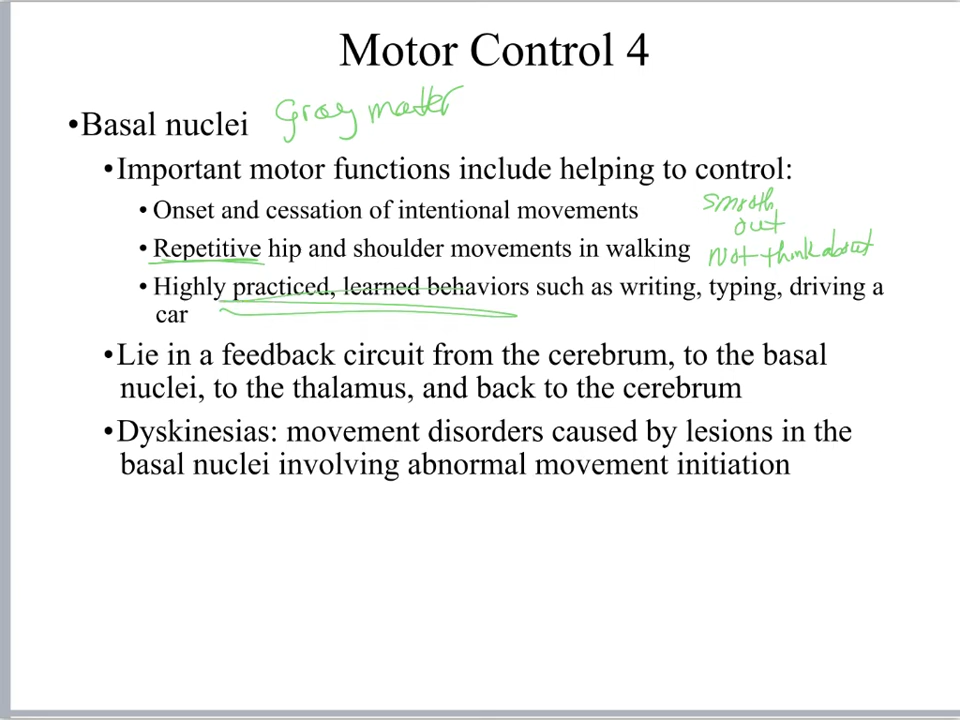 Motor Control 4
•Basal nuclei Gray matter
•Important motor functions include helping to control:
• Onset and cessation of intentional movements smooth
out
• Repetitive hip and shoulder movements in walking Not think about
• Highly practiced, learned behaviors such as writing, typing, driving a
car
•Lie in a feedback circuit from the cerebrum, to the basal
nuclei, to the thalamus, and back to the cerebrum
•Dyskinesias: movement disorders caused by lesions in the
basal nuclei involving abnormal movement initiation